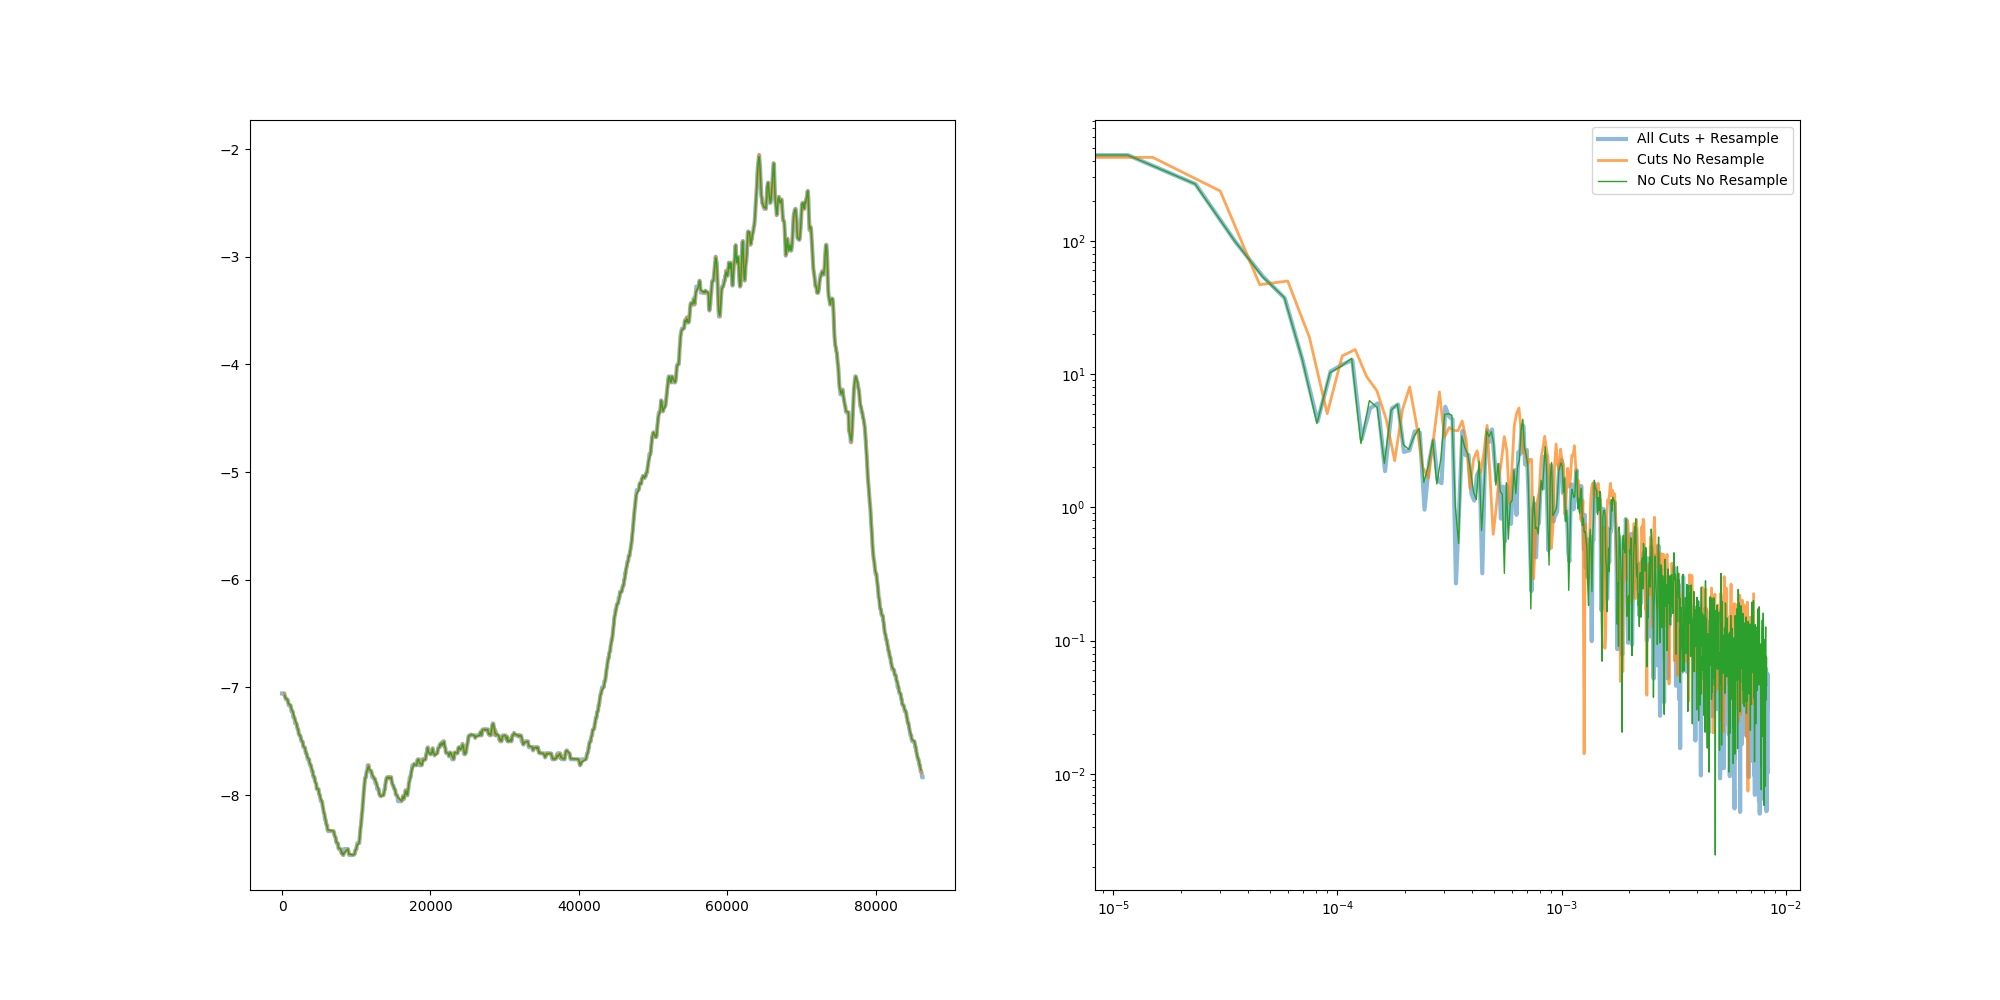 −2
−3
−4
−5
−6
−7
−8
0 20000 40000 60000 80000
All Cuts + Resample
Cuts No Resample
No Cuts No Resample
10²
10¹
10⁰
10⁻¹
10⁻²
10⁻⁵ 10⁻⁴ 10⁻³ 10⁻²